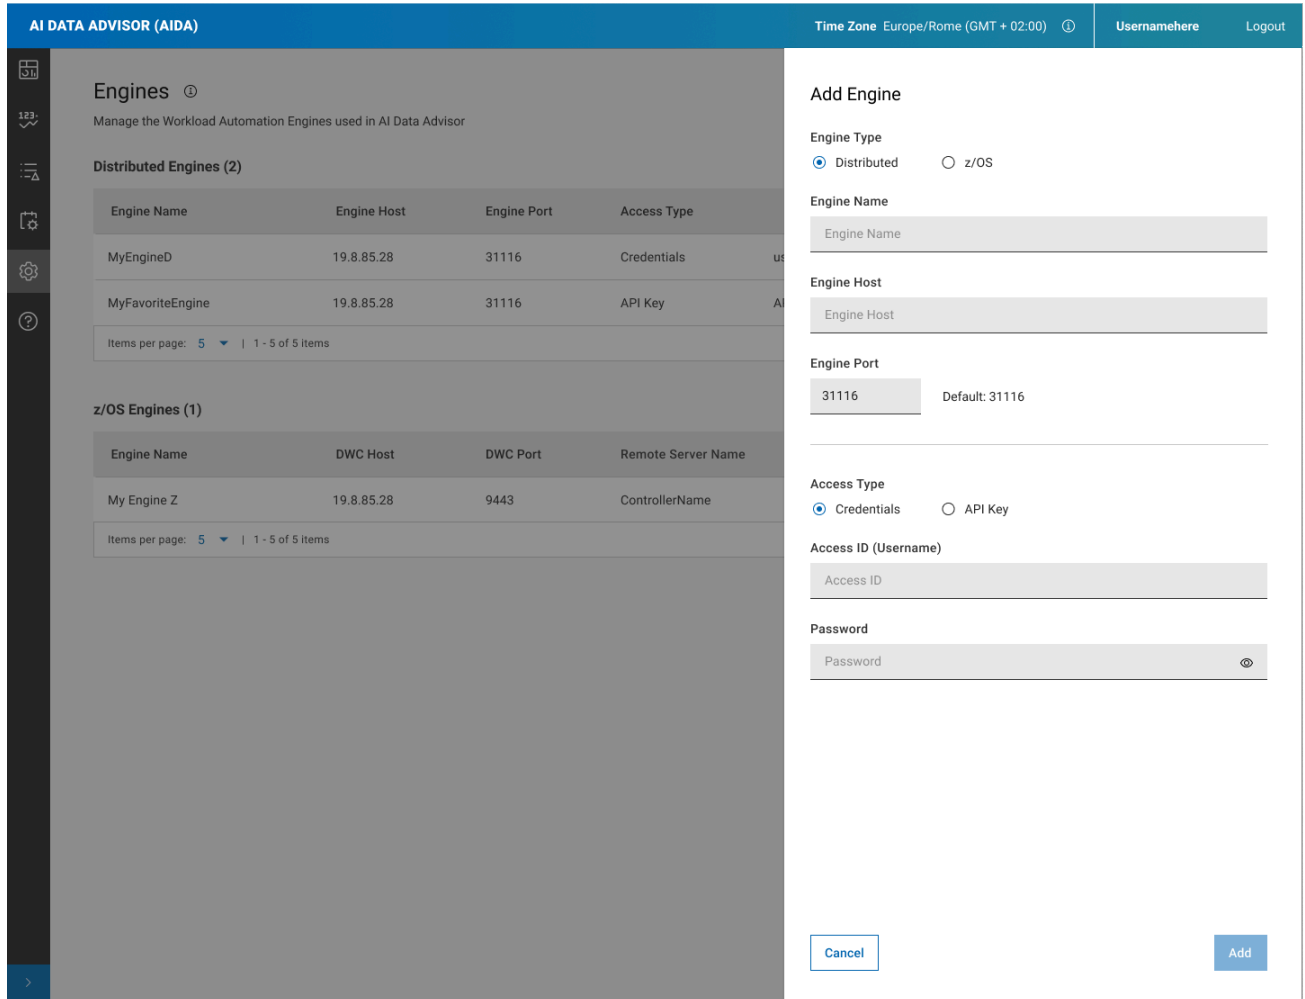 AI DATA ADVISOR (AIDA)
Time Zone Europe/Rome (GMT + 02:00)
Usernamehere
Logout
Engines
Manage the Workload Automation Engines used in AI Data Advisor
Distributed Engines (2)
Engine Name Engine Host Engine Port Access Type
MyEngineD 19.8.85.28 31116 Credentials us
MyFavoriteEngine 19.8.85.28 31116 API Key
Items per page: 5 | 1 - 5 of 5 items
z/OS Engines (1)
Engine Name DWC Host DWC Port Remote Server Name
My Engine Z 19.8.85.28 9443 ControllerName
Items per page: 5 | 1 - 5 of 5 items
123
Add Engine
Engine Type
Distributed z/OS
Engine Name
Engine Name
Engine Host
Engine Host
Engine Port
31116 Default: 31116
Access Type
Credentials API Key
Access ID (Username)
Access ID
Password
Password
Cancel Add